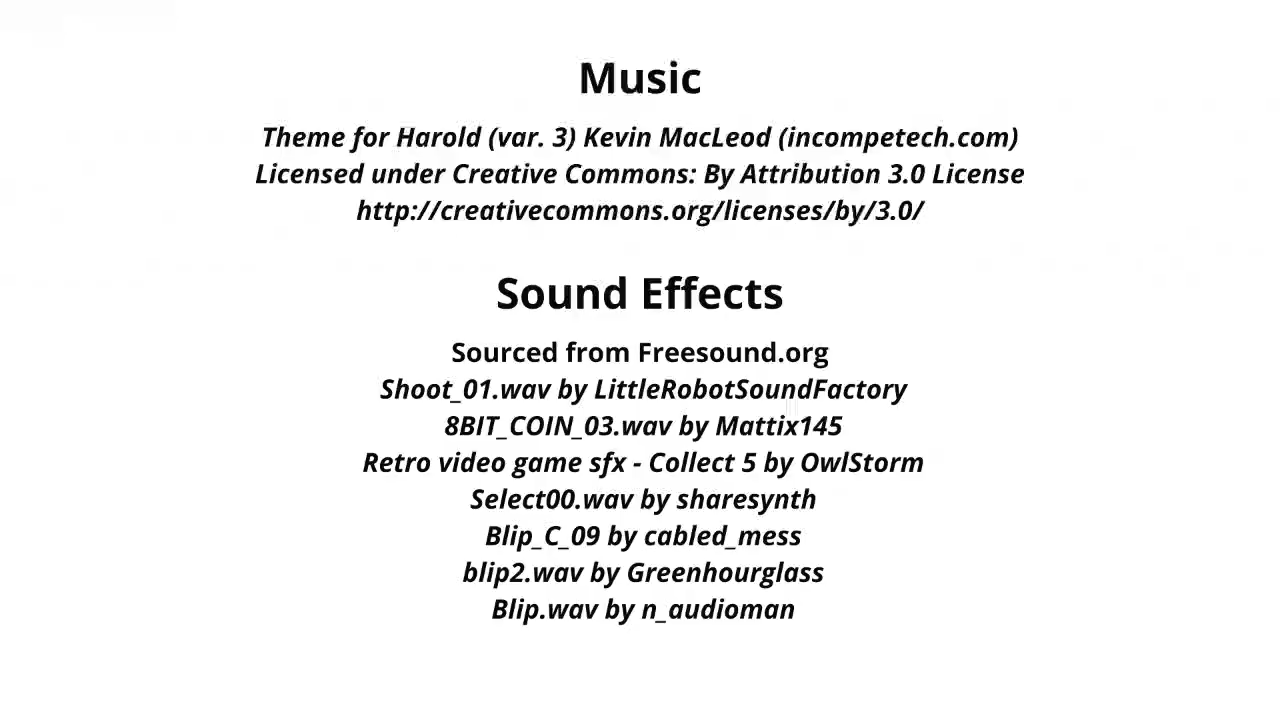 Music
Theme for Harold (var. 3) Kevin MacLeod (incompetech.com)
Licensed under Creative Commons: By Attribution 3.0 License
http://creativecommons.org/licenses/by/3.0/
Sound Effects
Sourced from Freesound.org
Shoot_01.wav by LittleRobotSoundFactory
8BIT_COIN_03.wav by Mattix145
Retro video game sfx - Collect 5 by OwlStorm
Select00.wav by sharesynth
Blip_C_09 by cabled_mess
blip2.wav by Greenhourglass
Blip.wav by n_audioman